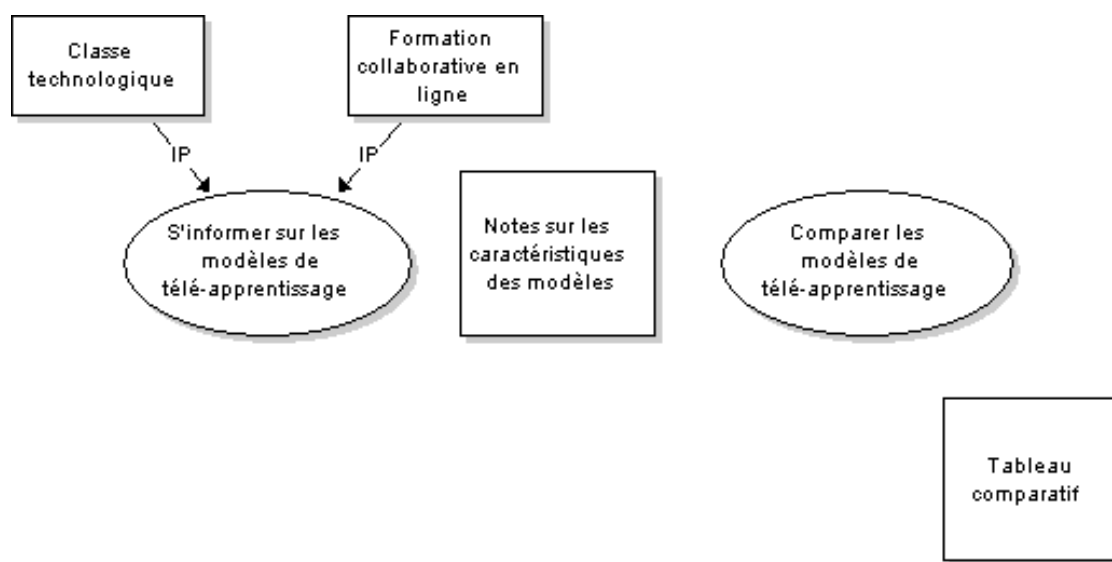 Classe
technologique
Formation
collaborative en
ligne
IP
IP
S'informer sur les
modèles de
télé-apprentissage
Notes sur les
caractéristiques
des modèles
Comparer les
modèles de
télé-apprentissage
Tableau
comparatif